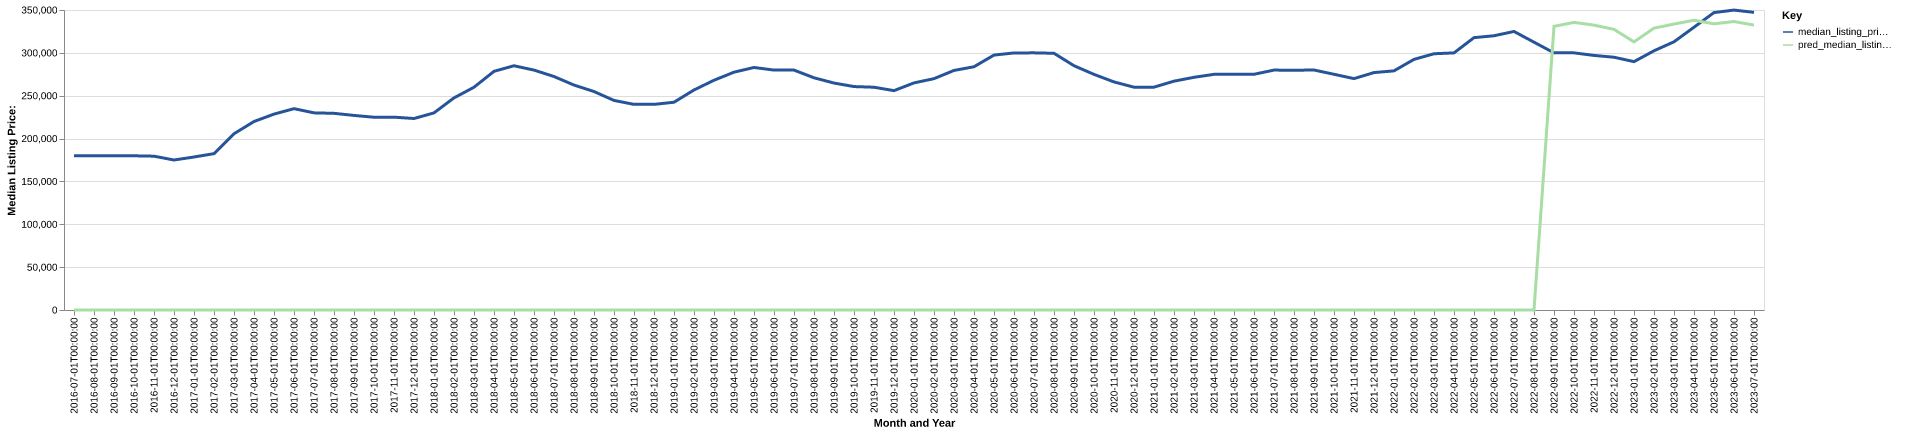 350,000
300,000
250,000
200,000
150,000
100,000
50,000
0
Median Listing Price:
2016-07-01T00:00:00
2016-08-01T00:00:00
2016-09-01T00:00:00
2016-10-01T00:00:00
2016-11-01T00:00:00
2016-12-01T00:00:00
2017-01-01T00:00:00
2017-02-01T00:00:00
2017-03-01T00:00:00
2017-04-01T00:00:00
2017-05-01T00:00:00
2017-06-01T00:00:00
2017-07-01T00:00:00
2017-08-01T00:00:00
2017-09-01T00:00:00
2017-10-01T00:00:00
2017-11-01T00:00:00
2017-12-01T00:00:00
2018-01-01T00:00:00
2018-02-01T00:00:00
2018-03-01T00:00:00
2018-04-01T00:00:00
2018-05-01T00:00:00
2018-06-01T00:00:00
2018-07-01T00:00:00
2018-08-01T00:00:00
2018-09-01T00:00:00
2018-10-01T00:00:00
2018-11-01T00:00:00
2018-12-01T00:00:00
2019-01-01T00:00:00
2019-02-01T00:00:00
2019-03-01T00:00:00
2019-04-01T00:00:00
2019-05-01T00:00:00
2019-06-01T00:00:00
2019-07-01T00:00:00
2019-08-01T00:00:00
2019-09-01T00:00:00
2019-10-01T00:00:00
2019-11-01T00:00:00
2019-12-01T00:00:00
2020-01-01T00:00:00
2020-02-01T00:00:00
2020-03-01T00:00:00
2020-04-01T00:00:00
2020-05-01T00:00:00
2020-06-01T00:00:00
2020-07-01T00:00:00
2020-08-01T00:00:00
2020-09-01T00:00:00
2020-10-01T00:00:00
2020-11-01T00:00:00
2020-12-01T00:00:00
2021-01-01T00:00:00
2021-03-01T00:00:00
2021-03-01T00:00:00
2021-04-01T00:00:00
2021-05-01T00:00:00
2021-06-01T00:00:00
2021-07-01T00:00:00
2021-08-01T00:00:00
2021-09-01T00:00:00
2021-10-01T00:00:00
2021-11-01T00:00:00
2021-12-01T00:00:00
2022-01-01T00:00:00
2022-02-01T00:00:00
2022-03-01T00:00:00
2022-04-01T00:00:00
2022-05-01T00:00:00
2022-06-01T00:00:00
2022-07-01T00:00:00
2022-08-01T00:00:00
2022-09-01T00:00:00
2022-10-01T00:00:00
2022-11-01T00:00:00
2022-12-01T00:00:00
2023-01-01T00:00:00
2023-02-01T00:00:00
2023-03-01T00:00:00
2023-04-01T00:00:00
2023-05-01T00:00:00
2023-06-01T00:00:00
2023-07-01T00:00:00
Month and Year
Key
median_listing_pri…
pred_median_listin…